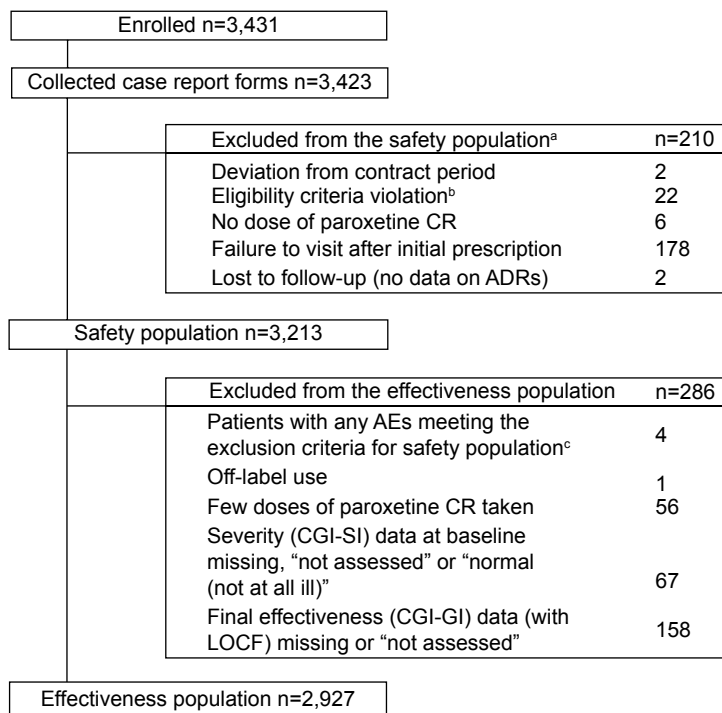 Enrolled n=3,431
Collected case report forms n=3,423
Excluded from the safety populationᵃ n=210
Deviation from contract period 2
Eligibility criteria violationᵇ 22
No dose of paroxetine CR 6
Failure to visit after initial prescription 178
Lost to follow-up (no data on ADRs) 2
Safety population n=3,213
Excluded from the effectiveness population n=286
Patients with any AEs meeting the
exclusion criteria for safety populationᶜ 4
Off-label use 1
Few doses of paroxetine CR taken 56
Severity (CGI-SI) data at baseline
missing, “not assessed” or “normal
(not at all ill)” 67
Final effectiveness (CGI-GI) data (with
LOCF) missing or “not assessed” 158
Effectiveness population n=2,927